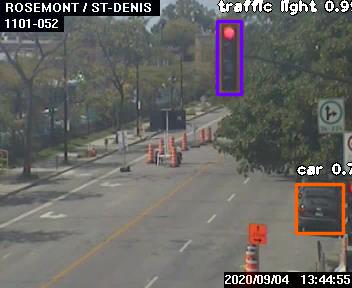 ROSEMONT / ST-DENIS
1101-052
traffic light 0.9
car 0.7
2020/09/04 13:44:55